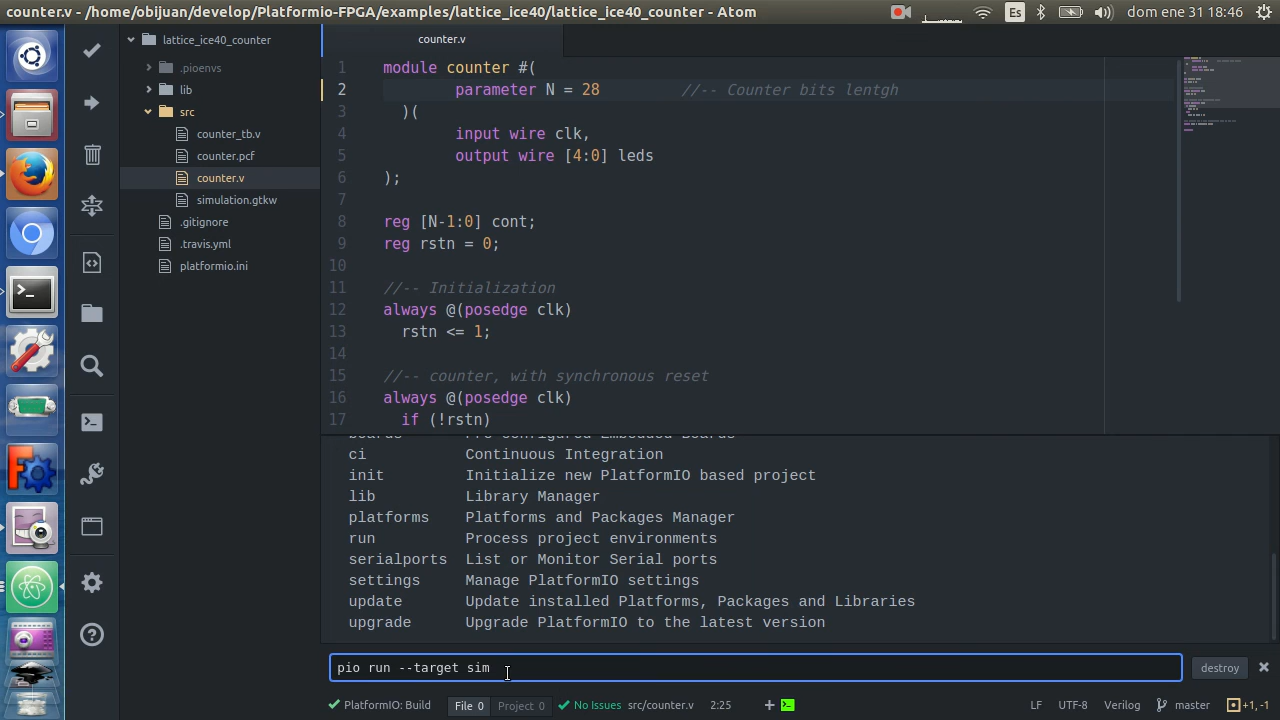 counter.v - /home/obijuan/develop/Platformio-FPGA/examples/lattice_ice40/lattice_ice40_counter - Atom
Es
dom ene 31 18:46
lattice_ice40_counter
.pioenvs
lib
src
counter_tb.v
counter.pcf
counter.v
simulation.gtkw
.gitignore
.travis.yml
platformio.ini
counter.v
1 module counter #(
2 parameter N = 28 //-- Counter bits lentgh
3 )(
4 input wire clk,
5 output wire [4:0] leds
6 );
7
8 reg [N-1:0] cont;
9 reg rstn = 0;
10
11 //-- Initialization
12 always @(posedge clk)
13 rstn <= 1;
14
15 //-- counter, with synchronous reset
16 always @(posedge clk)
17 if (!rstn)
boards Pre-configured Embedded Boards
ci Continuous Integration
init Initialize new PlatformIO based project
lib Library Manager
platforms Platforms and Packages Manager
run Process project environments
serialports List or Monitor Serial ports
settings Manage PlatformIO settings
update Update installed Platforms, Packages and Libraries
upgrade Upgrade PlatformIO to the latest version
pio run --target sim
destroy
PlatformIO: Build File 0 Project 0 No Issues src/counter.v 2:25 LF UTF-8 Verilog master +1, -1